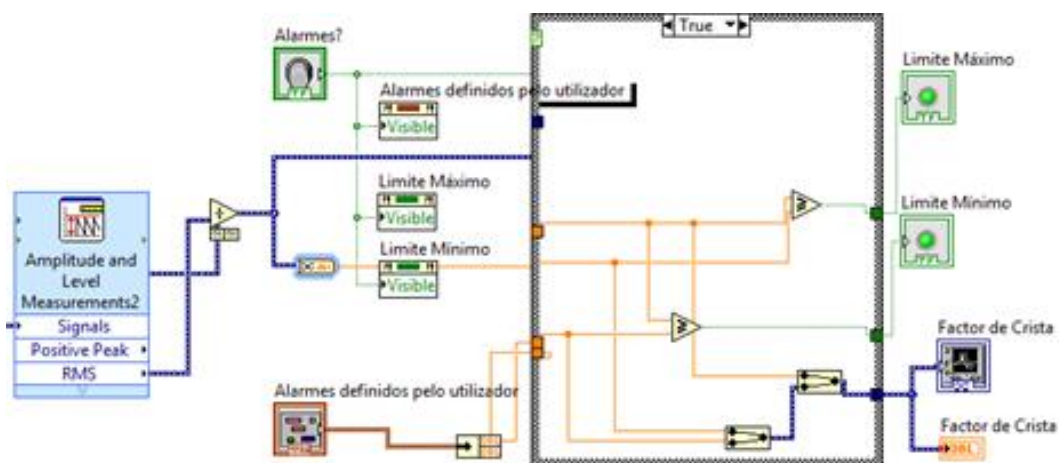 True
Alarmes?
Alarmes definidos pelo utilizador
Visible
Limite Máximo
Visible
Limite Mínimo
Visible
Limite Máximo
Limite Mínimo
Amplitude and
Level
Measurements2
Signals
Positive Peak
RMS
Alarmes definidos pelo utilizador
Factor de Crista
Factor de Crista
DBL